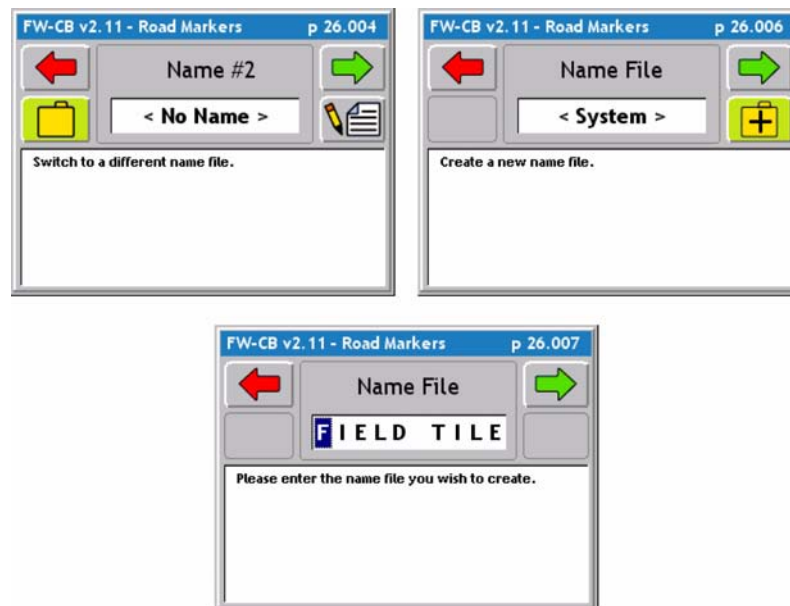 FW-CB v2.11 - Road Markers p 26.004
Name #2
< No Name >
Switch to a different name file.
FW-CB v2.11 - Road Markers p 26.006
Name File
< System >
Create a new name file.
FW-CB v2.11 - Road Markers p 26.007
Name File
FIELD TILE
Please enter the name file you wish to create.